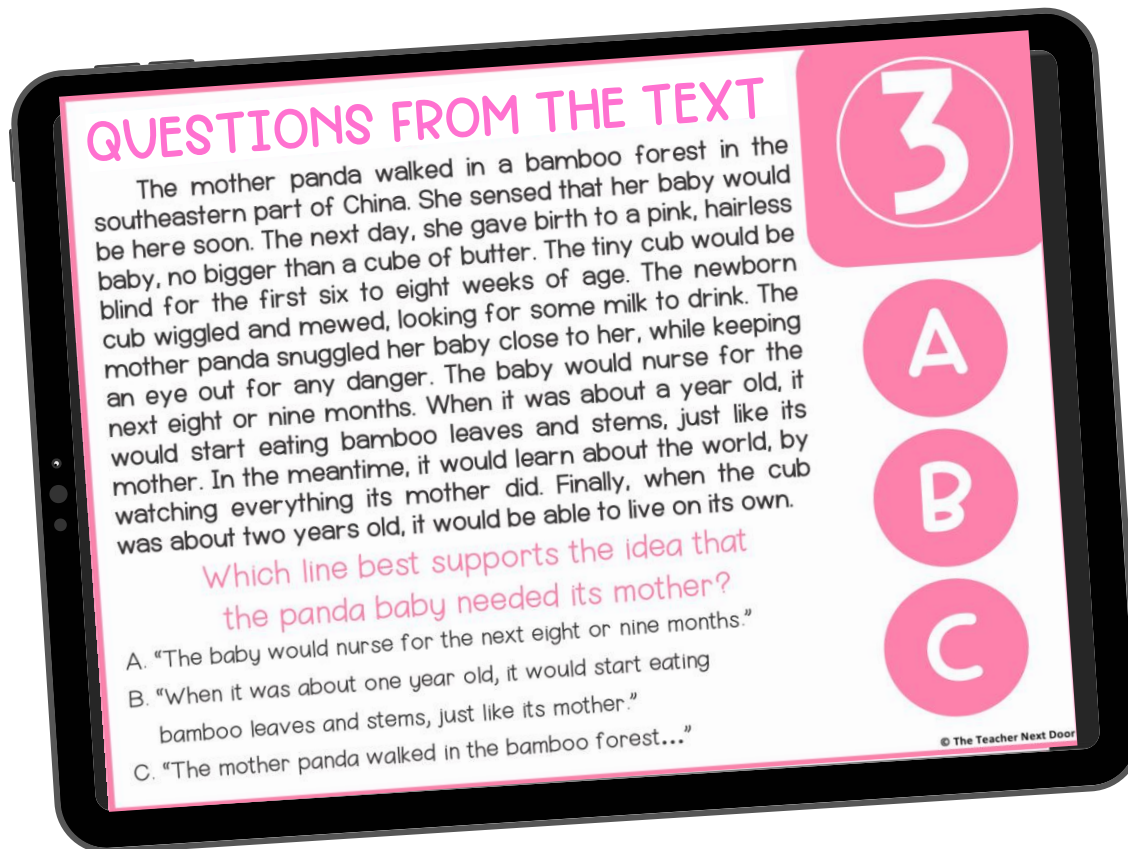 QUESTIONS FROM THE TEXT
3
The mother panda walked in a bamboo forest in the
southeastern part of China. She sensed that her baby would
be here soon. The next day, she gave birth to a pink, hairless
baby, no bigger than a cube of butter. The tiny cub would be
blind for the first six to eight weeks of age. The newborn
cub wiggled and mewed, looking for some milk to drink. The
mother panda snuggled her baby close to her, while keeping
an eye out for any danger. The baby would nurse for the
next eight or nine months. When it was about a year old, it
would start eating bamboo leaves and stems, just like its
mother. In the meantime, it would learn about the world, by
watching everything its mother did. Finally, when the cub
was about two years old, it would be able to live on its own.
Which line best supports the idea that
the panda baby needed its mother?
A. “The baby would nurse for the next eight or nine months.”
B. “When it was about one year old, it would start eating
bamboo leaves and stems, just like its mother.”
C. “The mother panda walked in the bamboo forest...”
A
B
C
© The Teacher Next Door